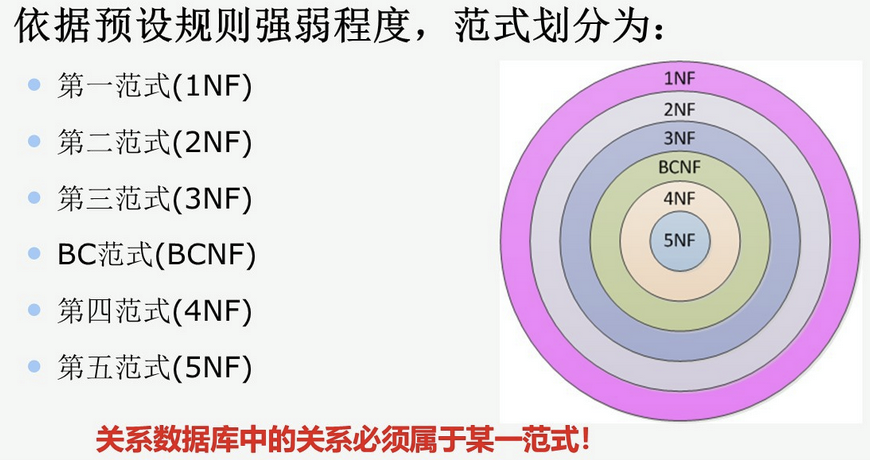 依据预设规则强弱程度，范式划分为：
第一范式(1NF)
第二范式(2NF)
第三范式(3NF)
BC范式(BCNF)
第四范式(4NF)
第五范式(5NF)
1NF
2NF
3NF
BCNF
4NF
5NF
关系数据库中的关系必须属于某一范式！